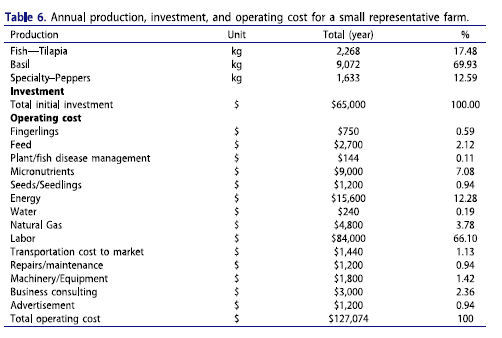 Table 6. Annual production, investment, and operating cost for a small representative farm.
Production Unit Total (year) %
Fish—Tilapia kg 2,268 17.48
Basil kg 9,072 69.93
Specialty–Peppers kg 1,633 12.59
Investment
Total initial investment $ $65,000 100.00
Operating cost
Fingerlings $ $750 0.59
Feed $ $2,700 2.12
Plant/fish disease management $ $144 0.11
Micronutrients $ $9,000 7.08
Seeds/Seedlings $ $1,200 0.94
Energy $ $15,600 12.28
Water $ $240 0.19
Natural Gas $ $4,800 3.78
Labor $ $84,000 66.10
Transportation cost to market $ $1,440 1.13
Repairs/maintenance $ $1,200 0.94
Machinery/Equipment $ $1,800 1.42
Business consulting $ $3,000 2.36
Advertisement $ $1,200 0.94
Total operating cost $ $127,074 100